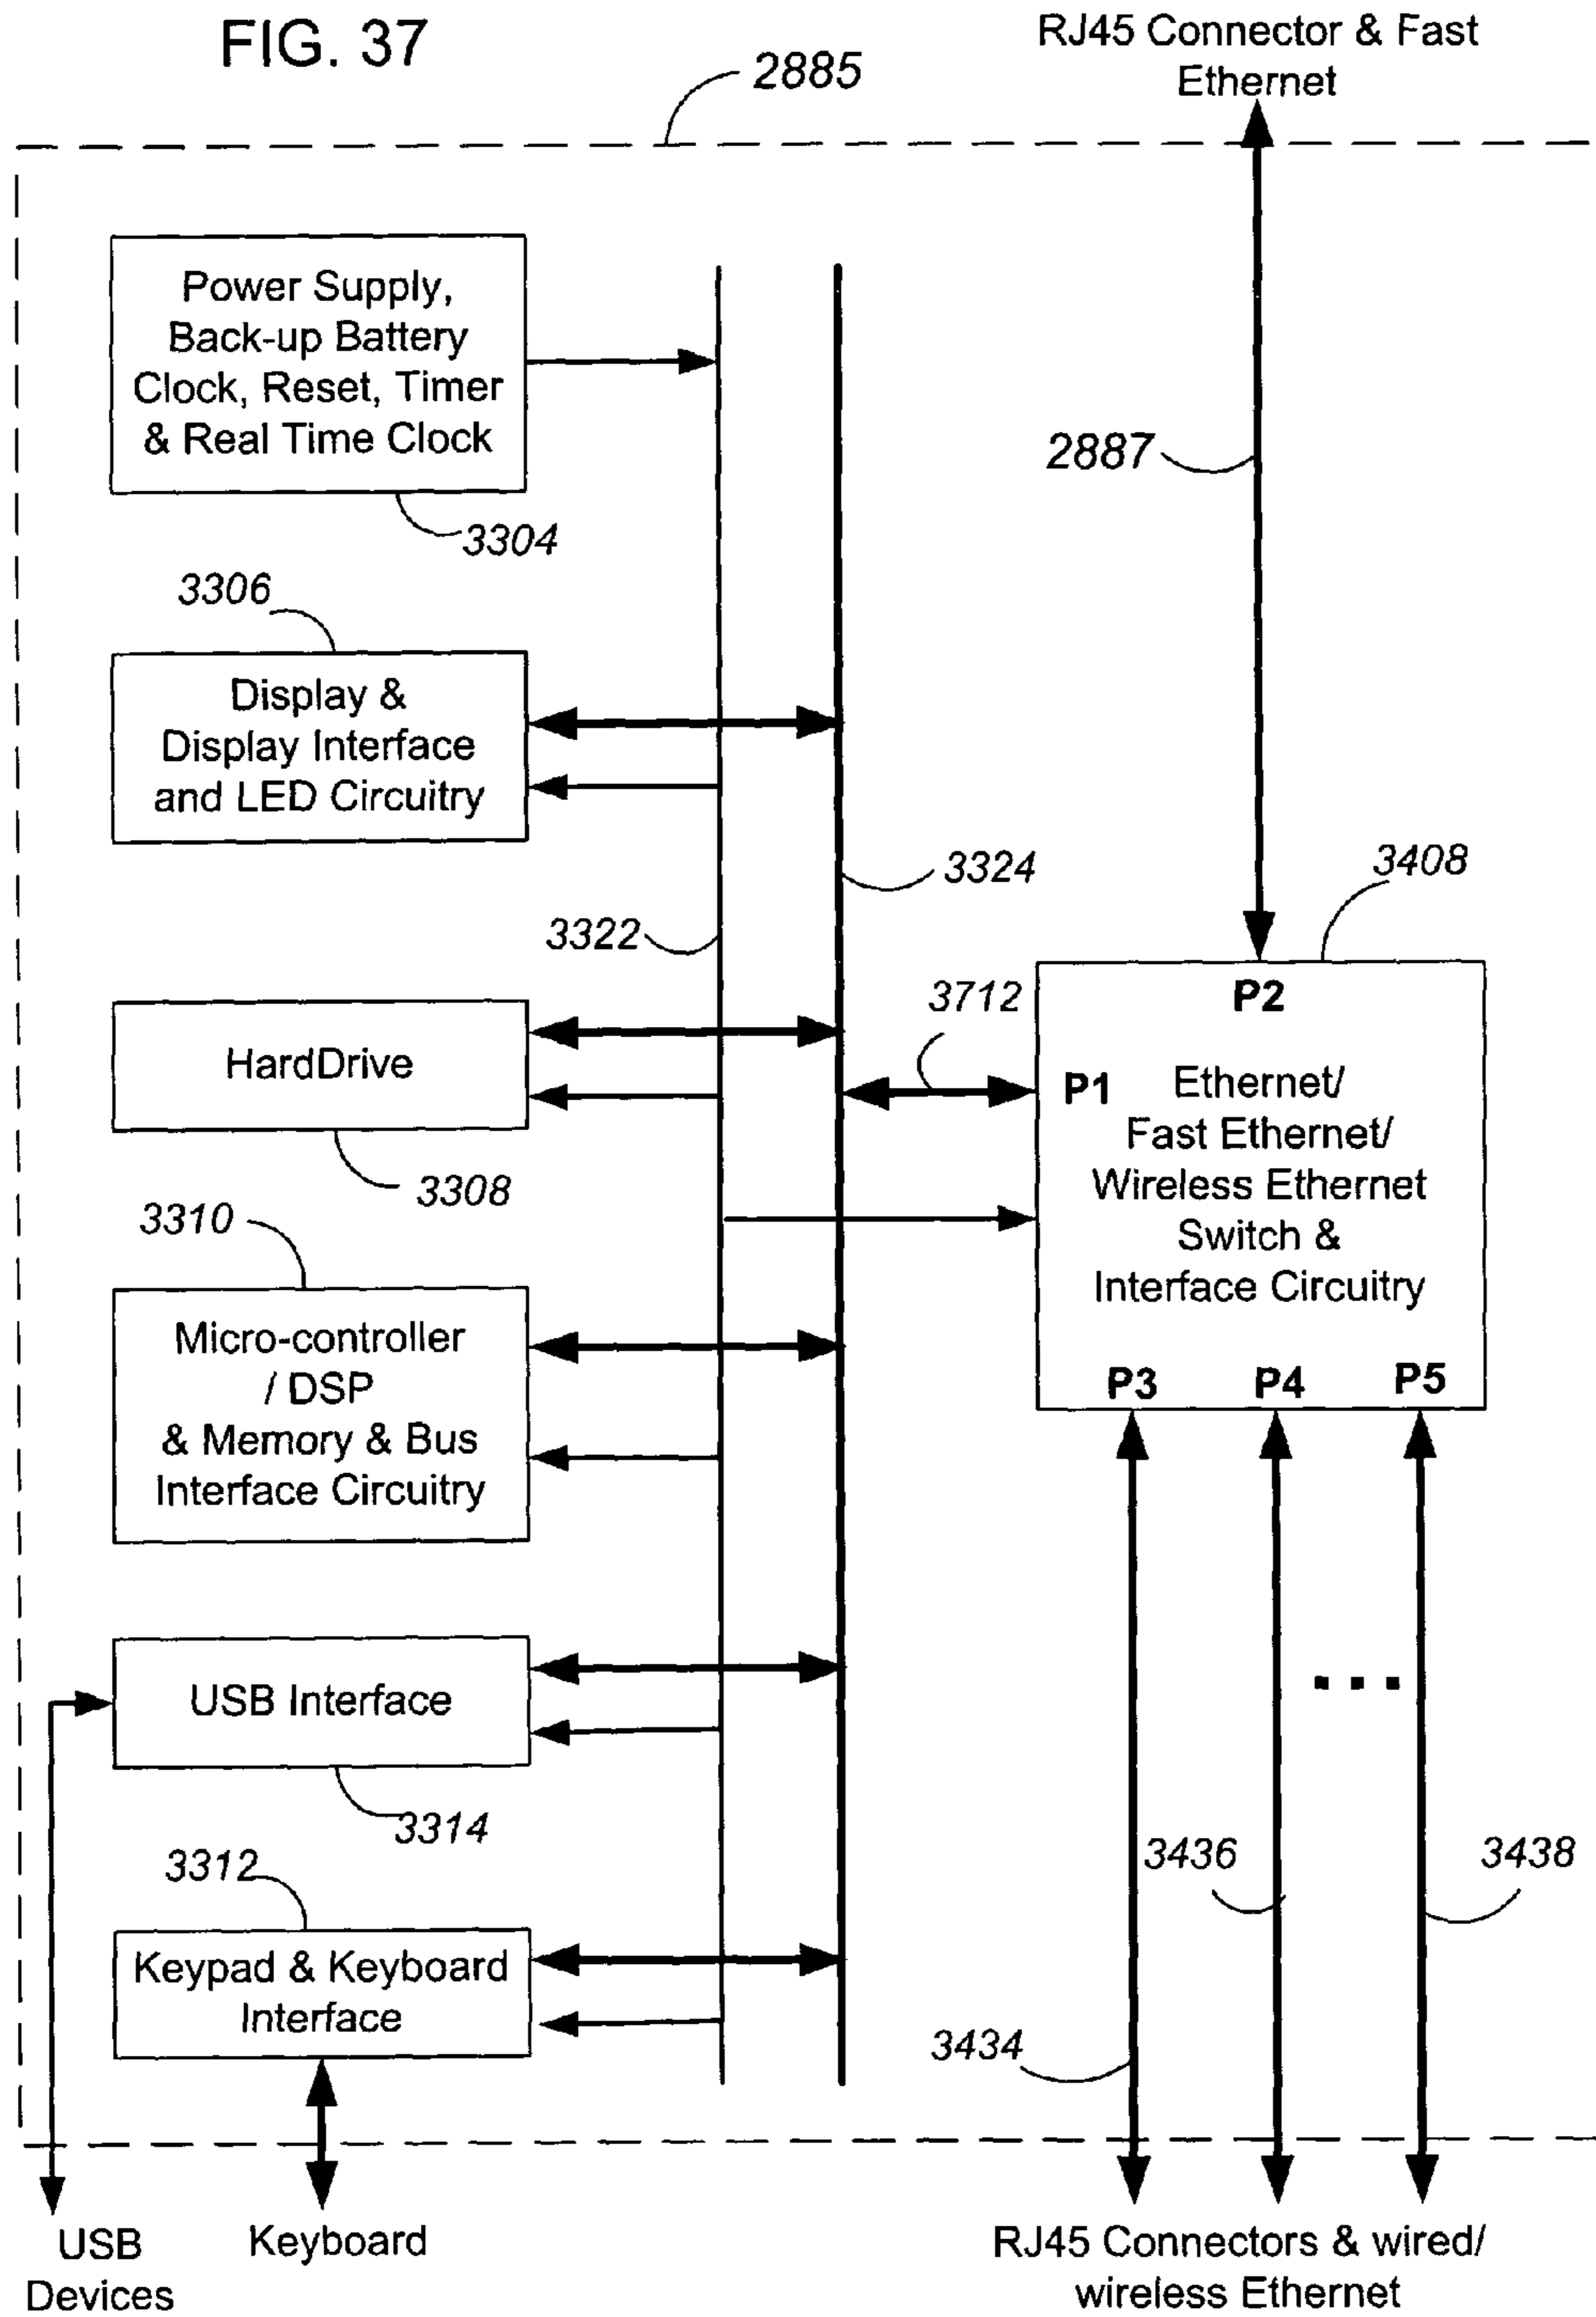 FIG. 37
RJ45 Connector & Fast
Ethernet
2885
Power Supply,
Back-up Battery
Clock, Reset, Timer
& Real Time Clock
2887
3304
3306
Display &
Display Interface
and LED Circuitry
3324
3408
3322
3712
P2
HardDrive
P1
Ethernet/
Fast Ethernet/
Wireless Ethernet
Switch &
Interface Circuitry
3308
3310
Micro-controller
/ DSP
& Memory & Bus
Interface Circuitry
P3
P4
P5
USB Interface
...
3314
3312
3436
3438
Keypad & Keyboard
Interface
3434
USB
Devices
Keyboard
RJ45 Connectors & wired/
wireless Ethernet